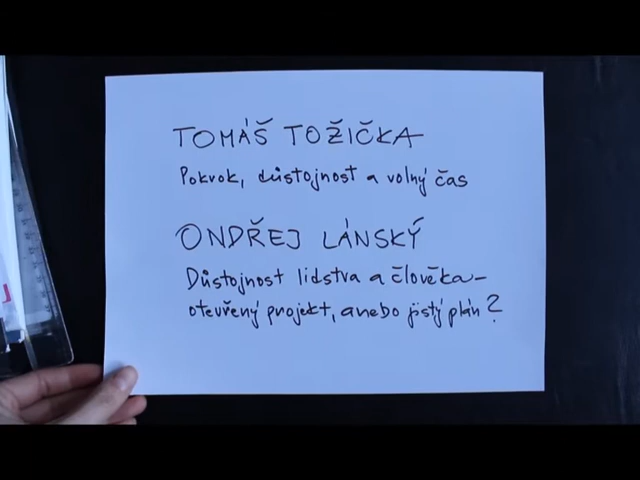 TOMÁŠ TOŽIČKA
Pokrok, důstojnost a volný čas
ONDŘEJ LÁNSKÝ
Důstojnost lidstva a člověka –
otevřený projekt, anebo jistý plán?